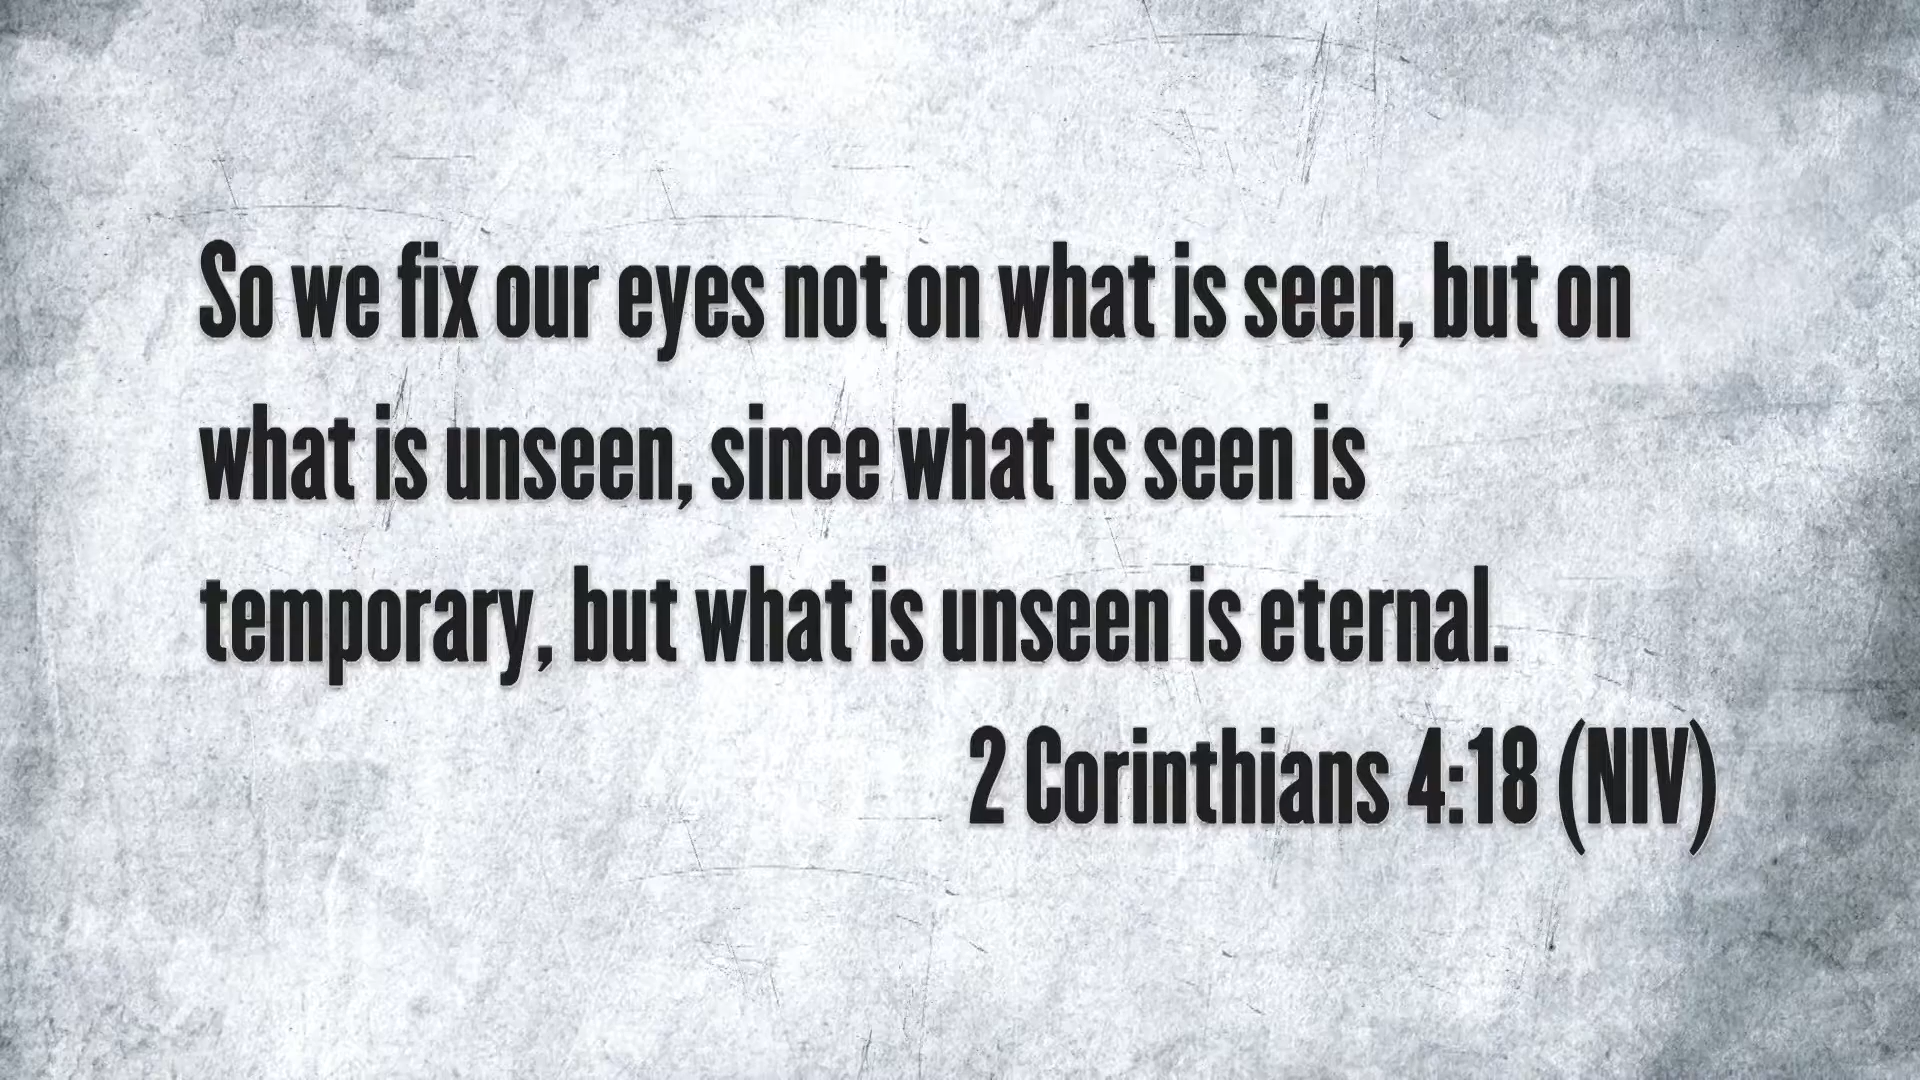 So we fix our eyes not on what is seen, but on
what is unseen, since what is seen is
temporary, but what is unseen is eternal.
2 Corinthians 4:18 (NIV)